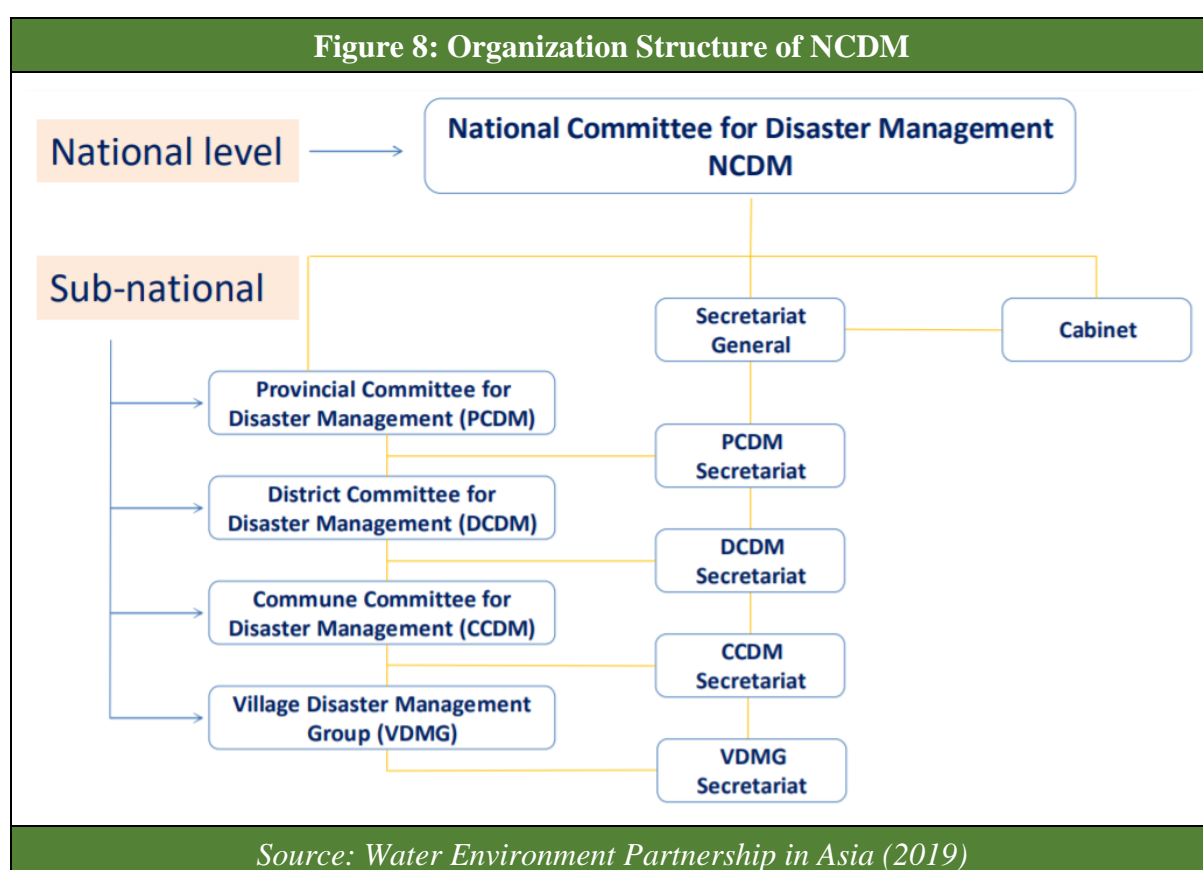 Figure 8: Organization Structure of NCDM
National level
National Committee for Disaster Management
NCDM
Sub-national
Secretariat
General
Cabinet
Provincial Committee for
Disaster Management (PCDM)
PCDM
Secretariat
District Committee for
Disaster Management (DCDM)
DCDM
Secretariat
Commune Committee for
Disaster Management (CCDM)
CCDM
Secretariat
Village Disaster Management
Group (VDMG)
VDMG
Secretariat
Source: Water Environment Partnership in Asia (2019)